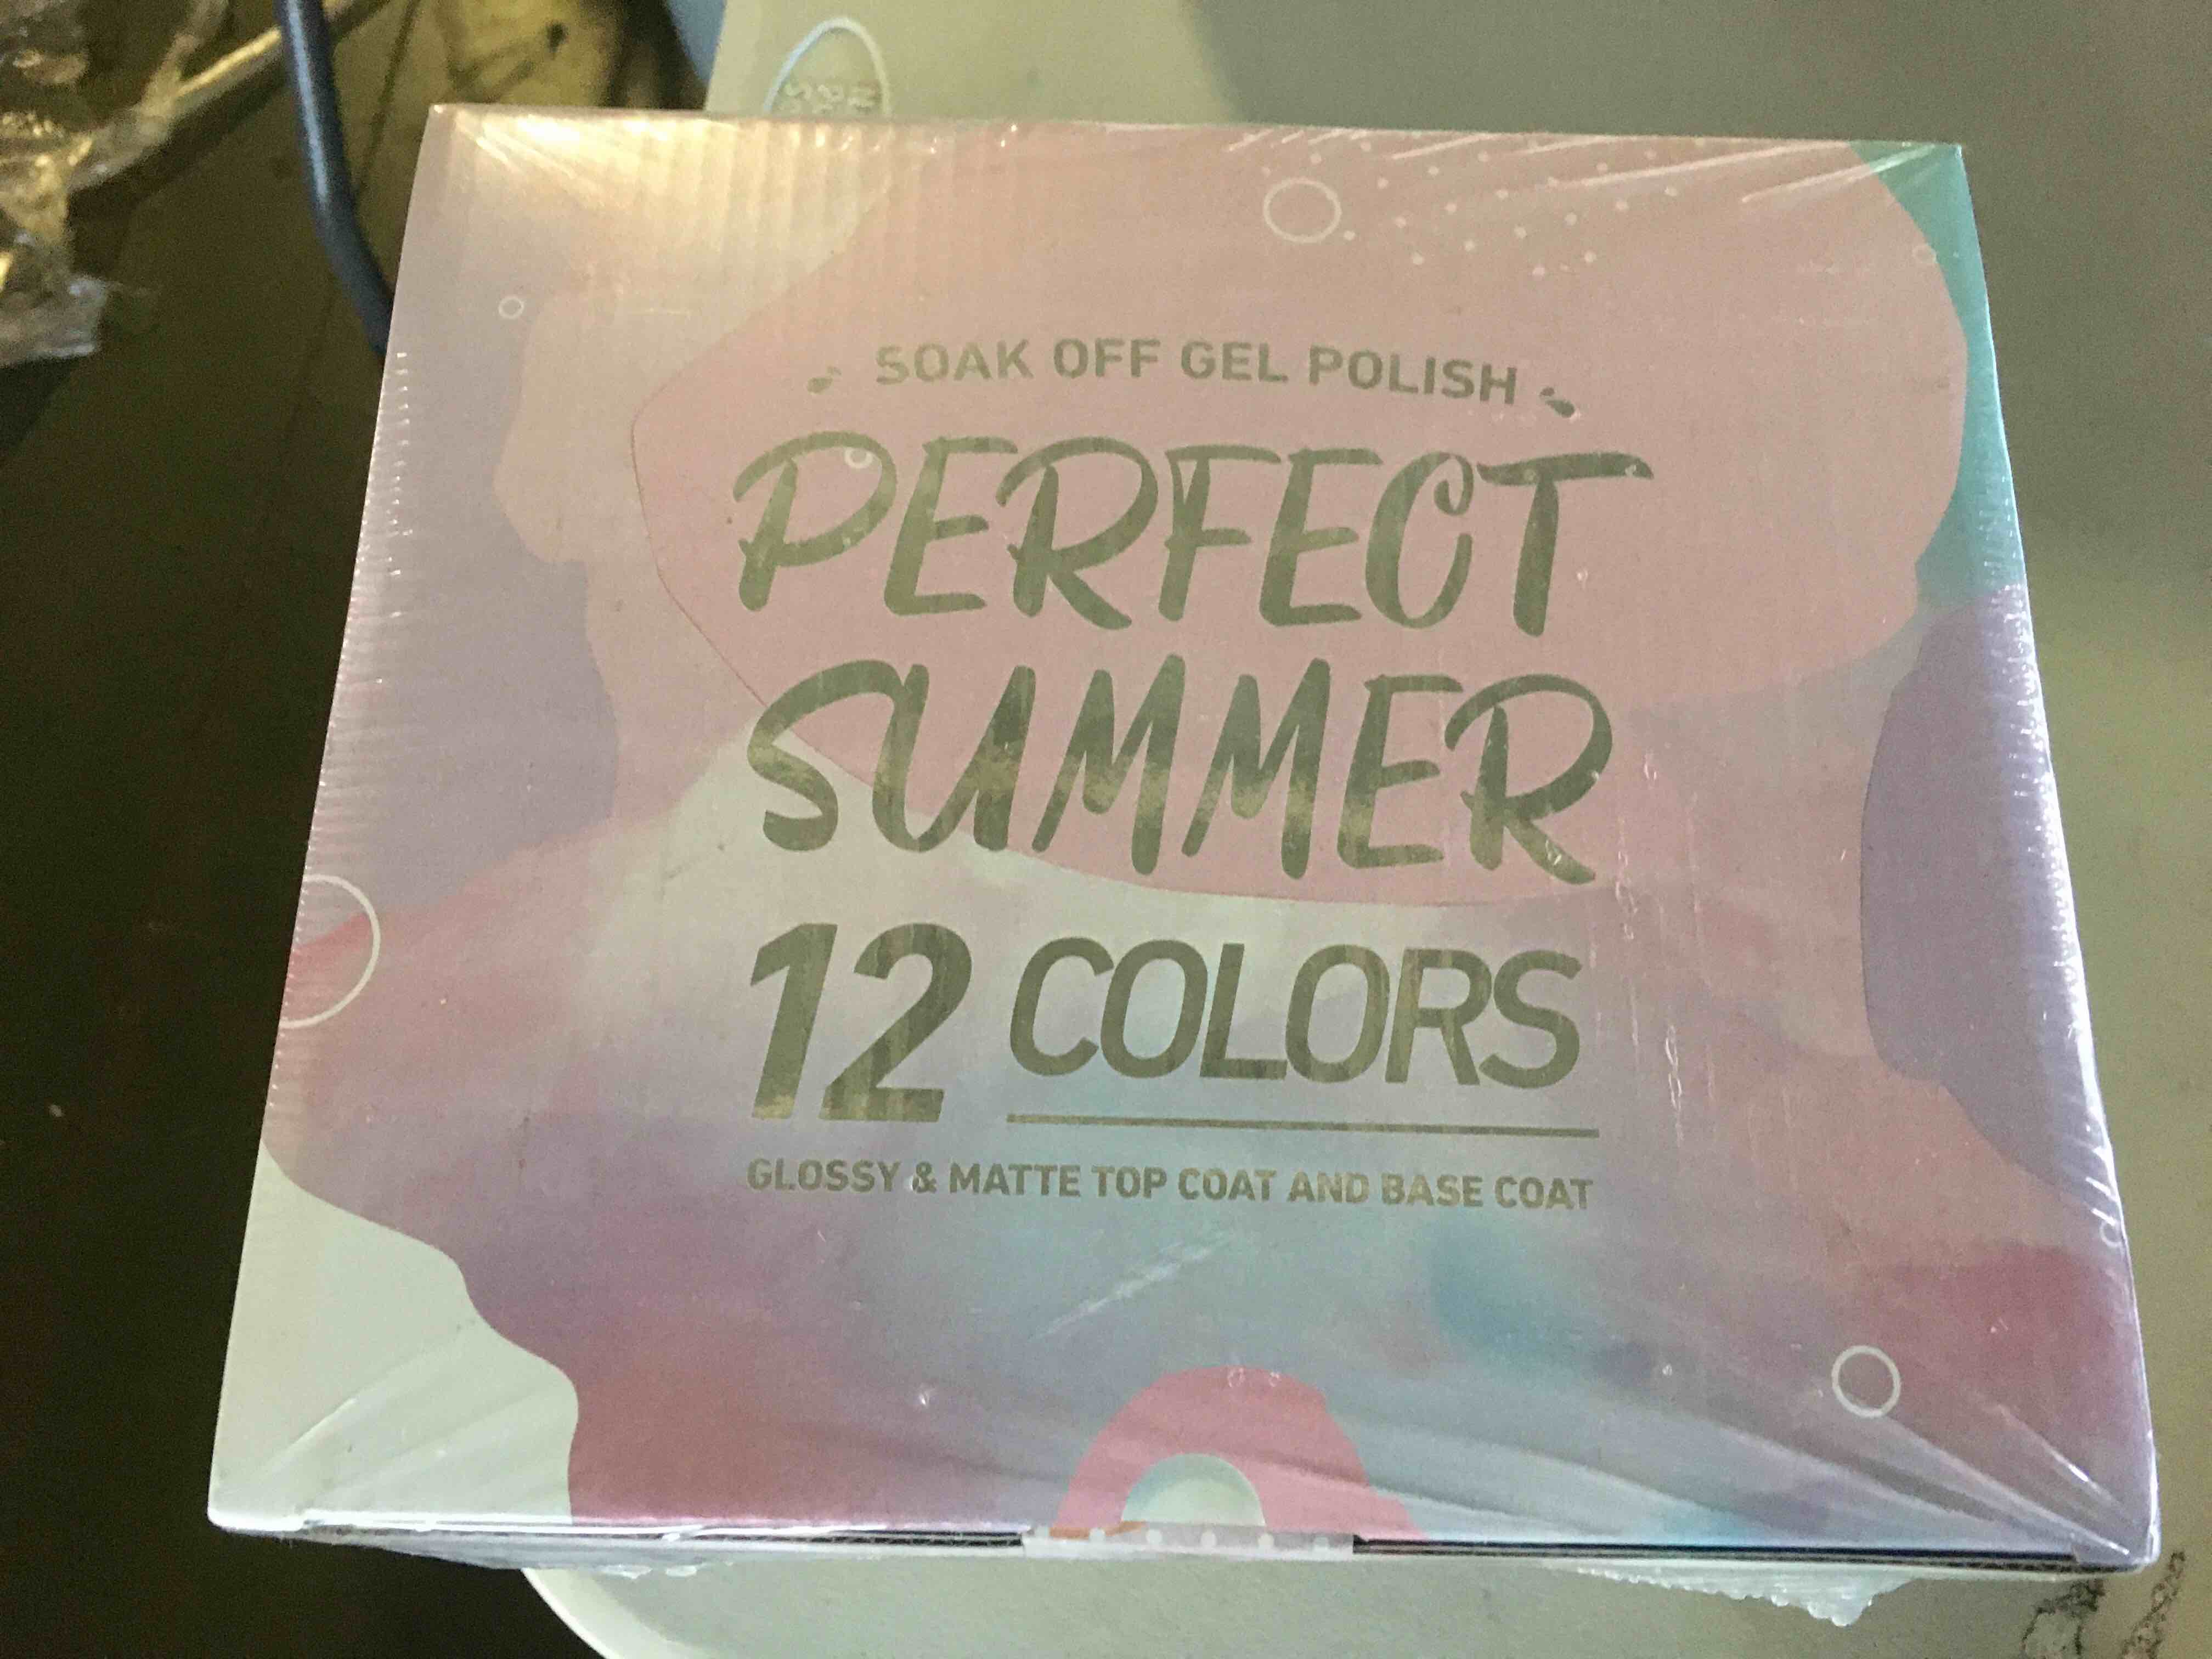 SOAK OFF GEL POLISH
PERFECT
SUMMER
12 COLORS
GLOSSY & MATTE TOP COAT AND BASE COAT